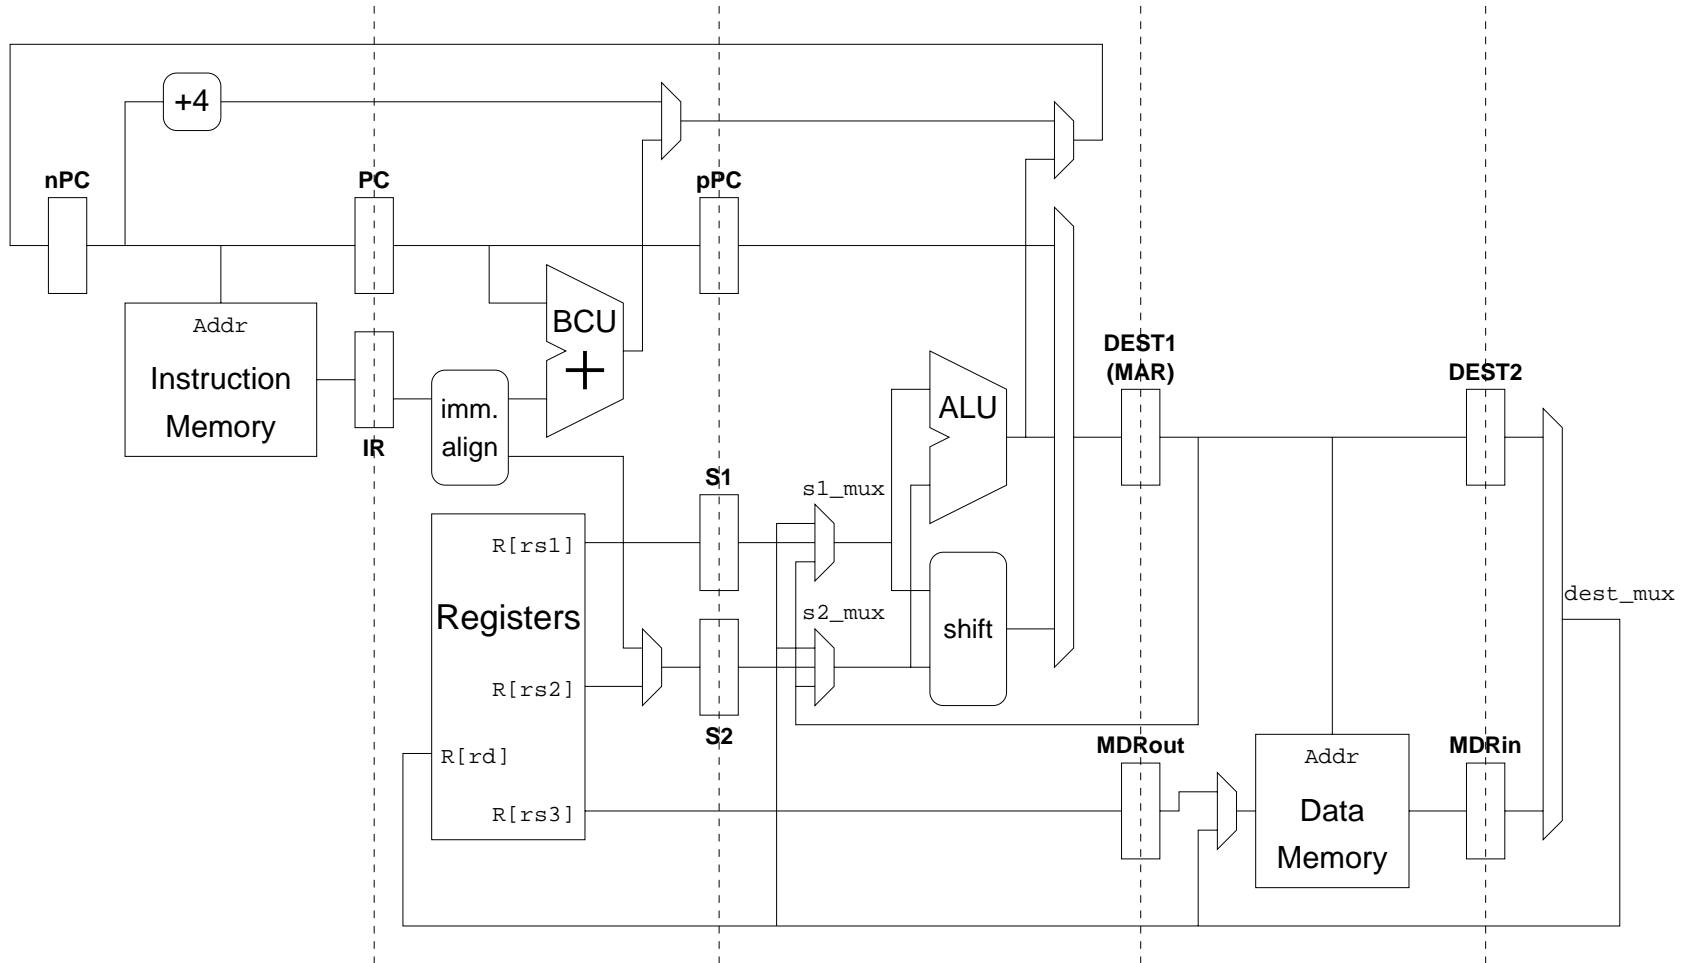 +4
nPC
PC
pPC
Addr
Instruction
Memory
IR
imm.
align
BCU
+
DEST1
(MAR)
DEST2
ALU
S1
s1_mux
R[rs1]
Registers
s2_mux
shift
dest_mux
R[rs2]
S2
R[rd]
R[rs3]
MDRout
Addr
Data
Memory
MDRin